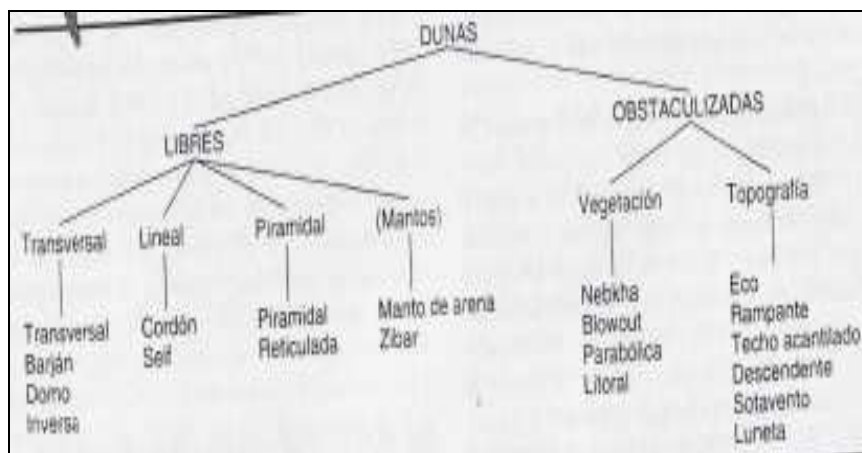 DUNAS
LIBRES
OBSTACULIZADAS
Transversal
Lineal
Piramidal
(Mantos)
Vegetación
Topografía
Transversal
Barján
Domo
Inversa
Cordón
Seif
Piramidal
Reticulada
Manto de arena
Zibar
Nebkha
Blowout
Parabólica
Litoral
Eco
Rampante
Techo acantilado
Descendente
Sotavento
Luneta